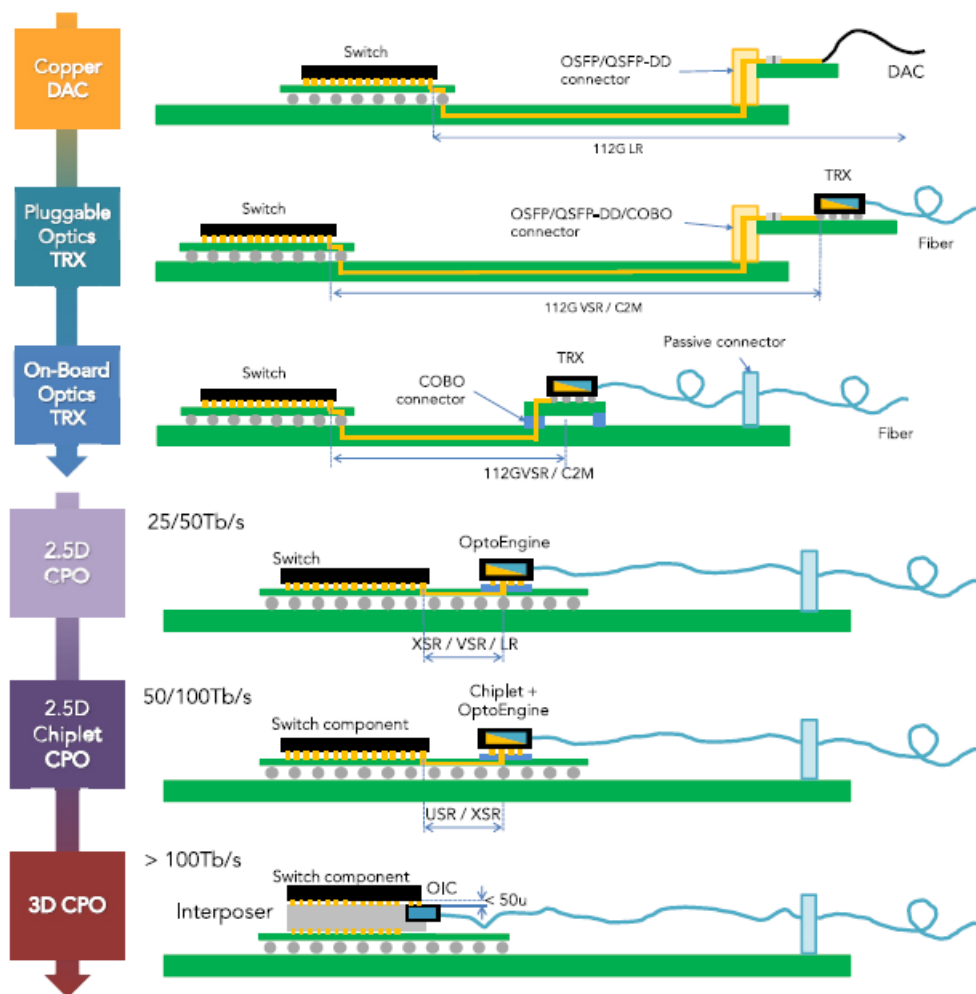 Copper
DAC
Switch
OSFP/QSFP-DD
connector
DAC
112G LR
Pluggable
Optics
TRX
Switch
OSFP/QSFP-DD/COBO
connector
TRX
Fiber
112G VSR / C2M
On-Board
Optics
TRX
Switch
COBO
connector
TRX
Passive connector
Fiber
112GVSR / C2M
2.5D
CPO
25/50Tb/s
Switch
OptoEngine
XSR / VSR / LR
2.5D
Chiplet
CPO
50/100Tb/s
Switch component
Chiplet +
OptoEngine
USR / XSR
3D CPO
> 100Tb/s
Switch component
OIC
< 50u
Interposer